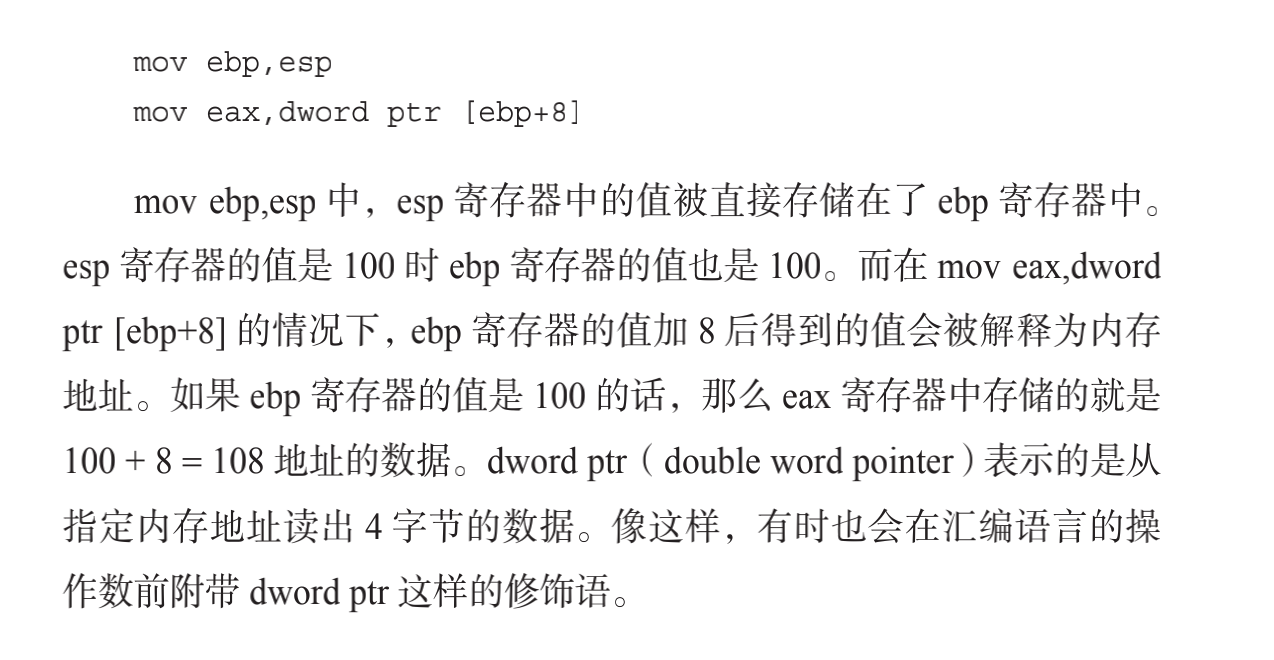 mov ebp,esp
mov eax,dword ptr [ebp+8]
mov ebp,esp 中，esp 寄存器中的值被直接存储在了 ebp 寄存器中。
esp 寄存器的值是 100 时 ebp 寄存器的值也是 100。而在 mov eax,dword
ptr [ebp+8] 的情况下，ebp 寄存器的值加 8 后得到的值会被解释为内存
地址。如果 ebp 寄存器的值是 100 的话，那么 eax 寄存器中存储的就是
100 + 8 = 108 地址的数据。dword ptr（double word pointer）表示的是从
指定内存地址读出 4 字节的数据。像这样，有时也会在汇编语言的操
作数前附带 dword ptr 这样的修饰语。